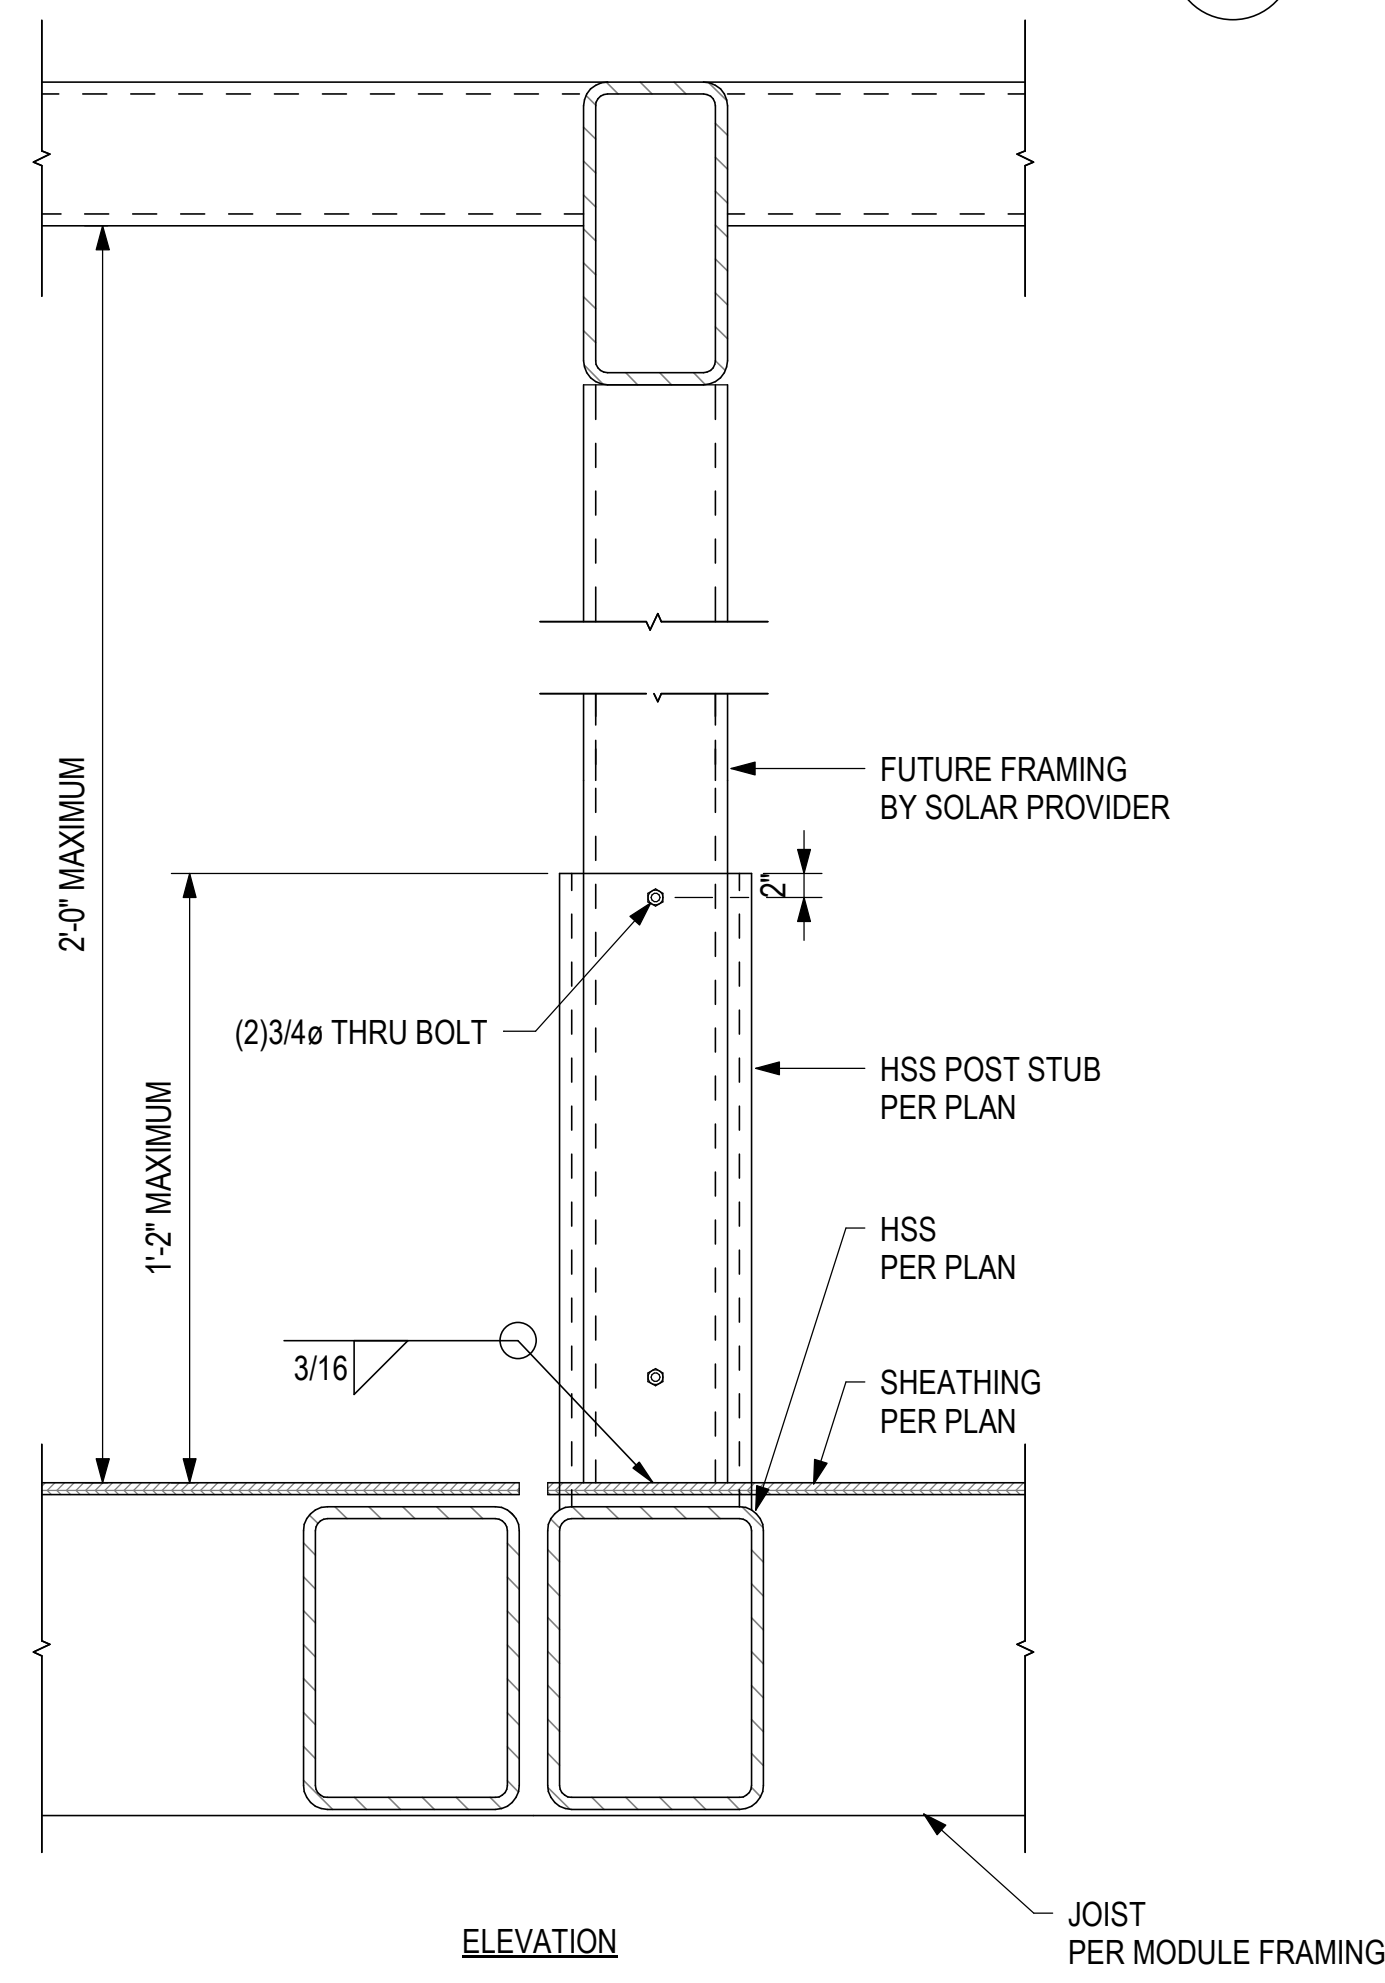 FUTURE FRAMING
BY SOLAR PROVIDER
2'-0" MAXIMUM
2"
(2)3/4ø THRU BOLT
HSS POST STUB
PER PLAN
1'-2" MAXIMUM
HSS
PER PLAN
3/16
SHEATHING
PER PLAN
JOIST
PER MODULE FRAMING
ELEVATION